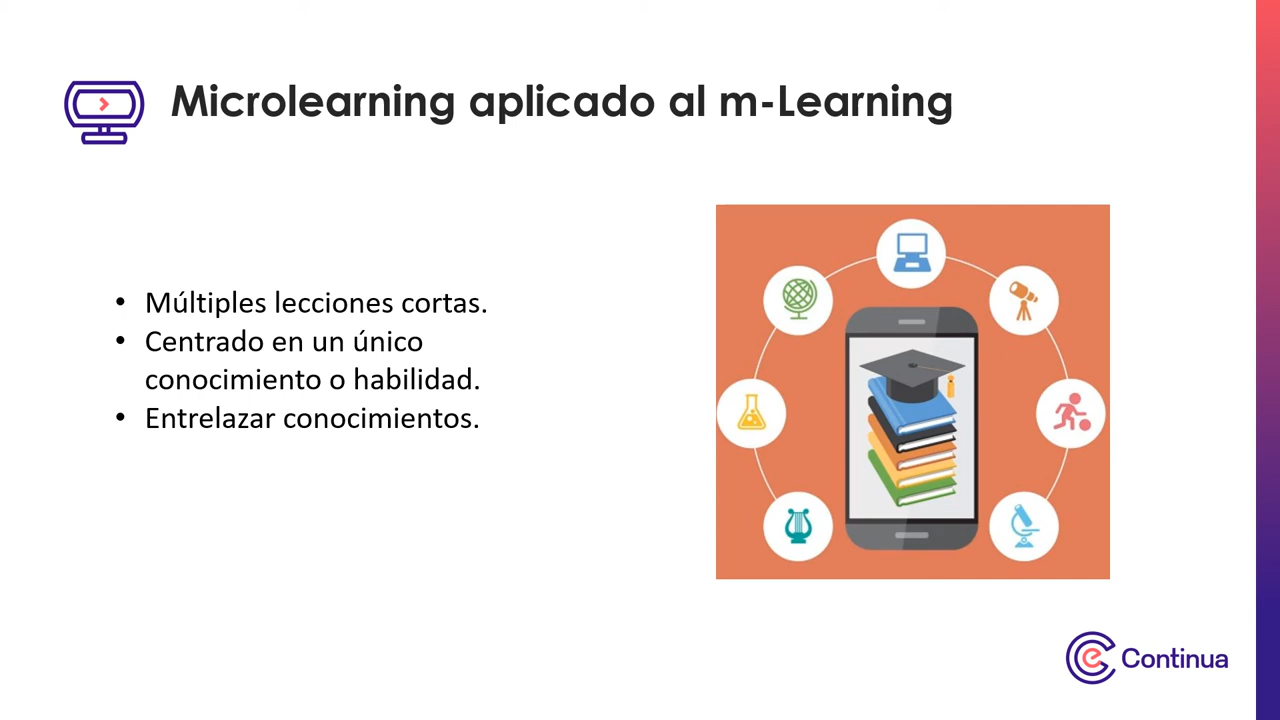 Microlearning aplicado al m-Learning
• Múltiples lecciones cortas.
• Centrado en un único
conocimiento o habilidad.
• Entrelazar conocimientos.
e Continua